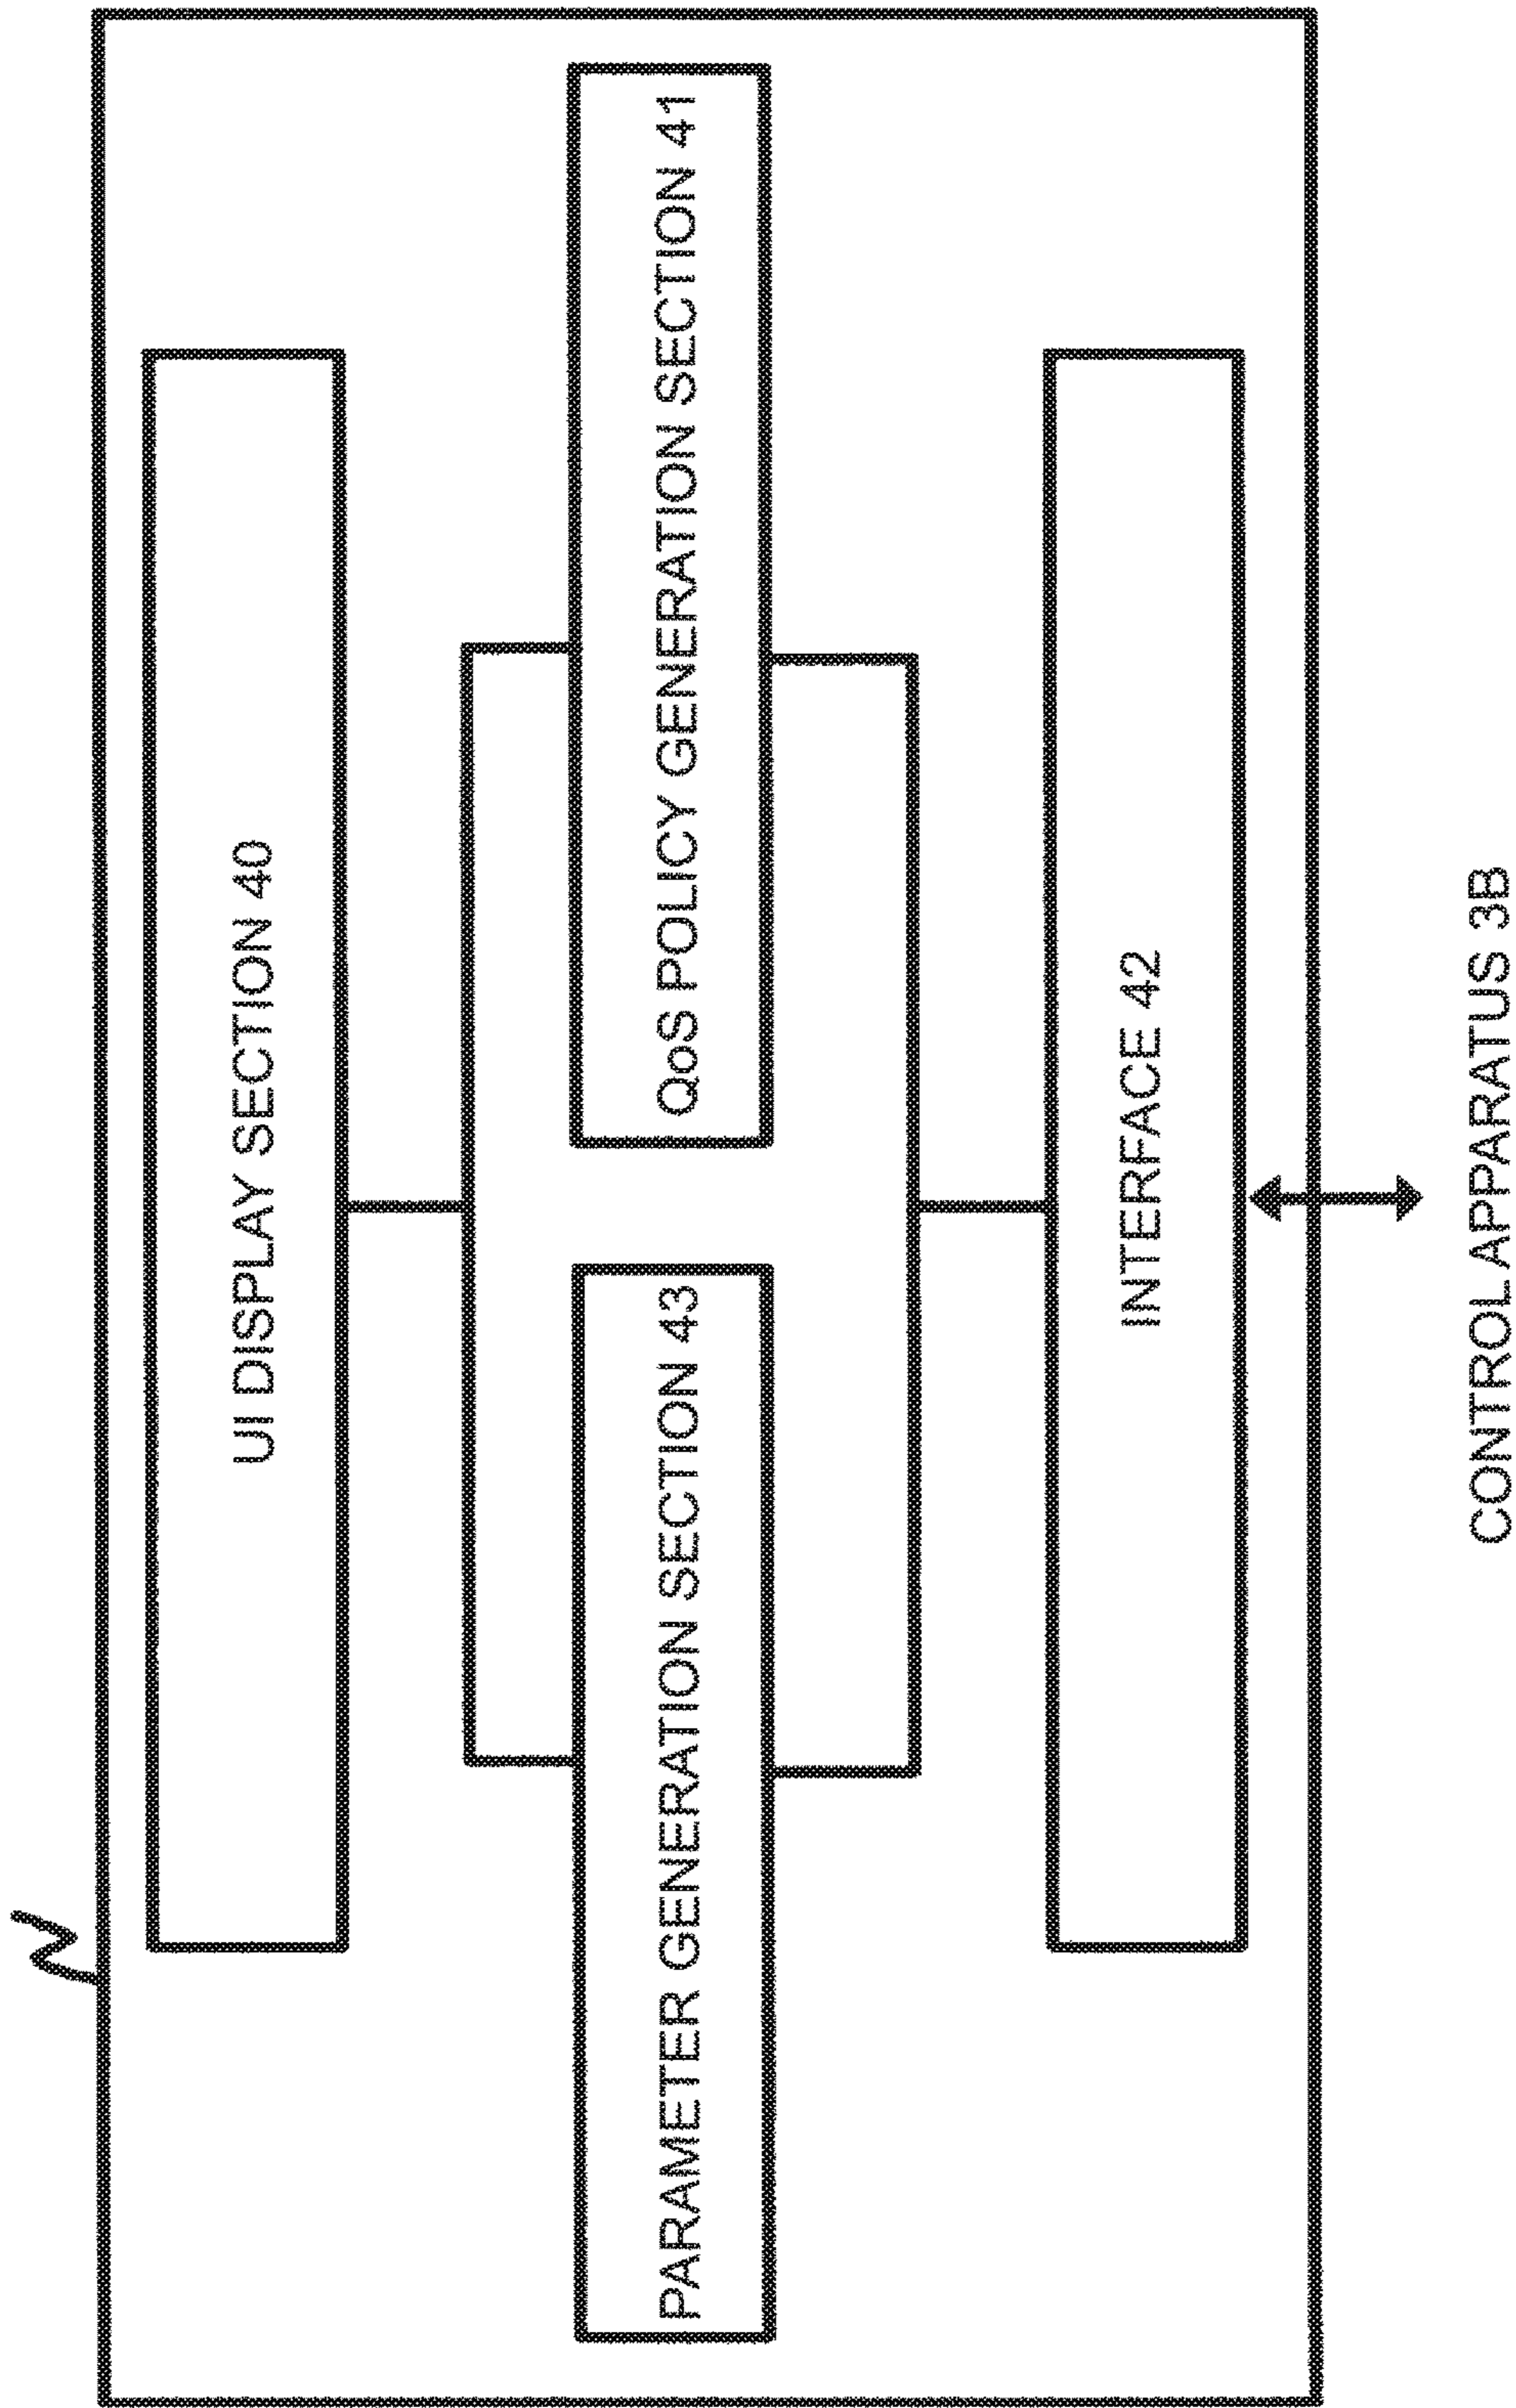 UI DISPLAY SECTION 40
PARAMETER GENERATION SECTION 43
QoS POLICY GENERATION SECTION 41
INTERFACE 42
CONTROL APPARATUS 3B